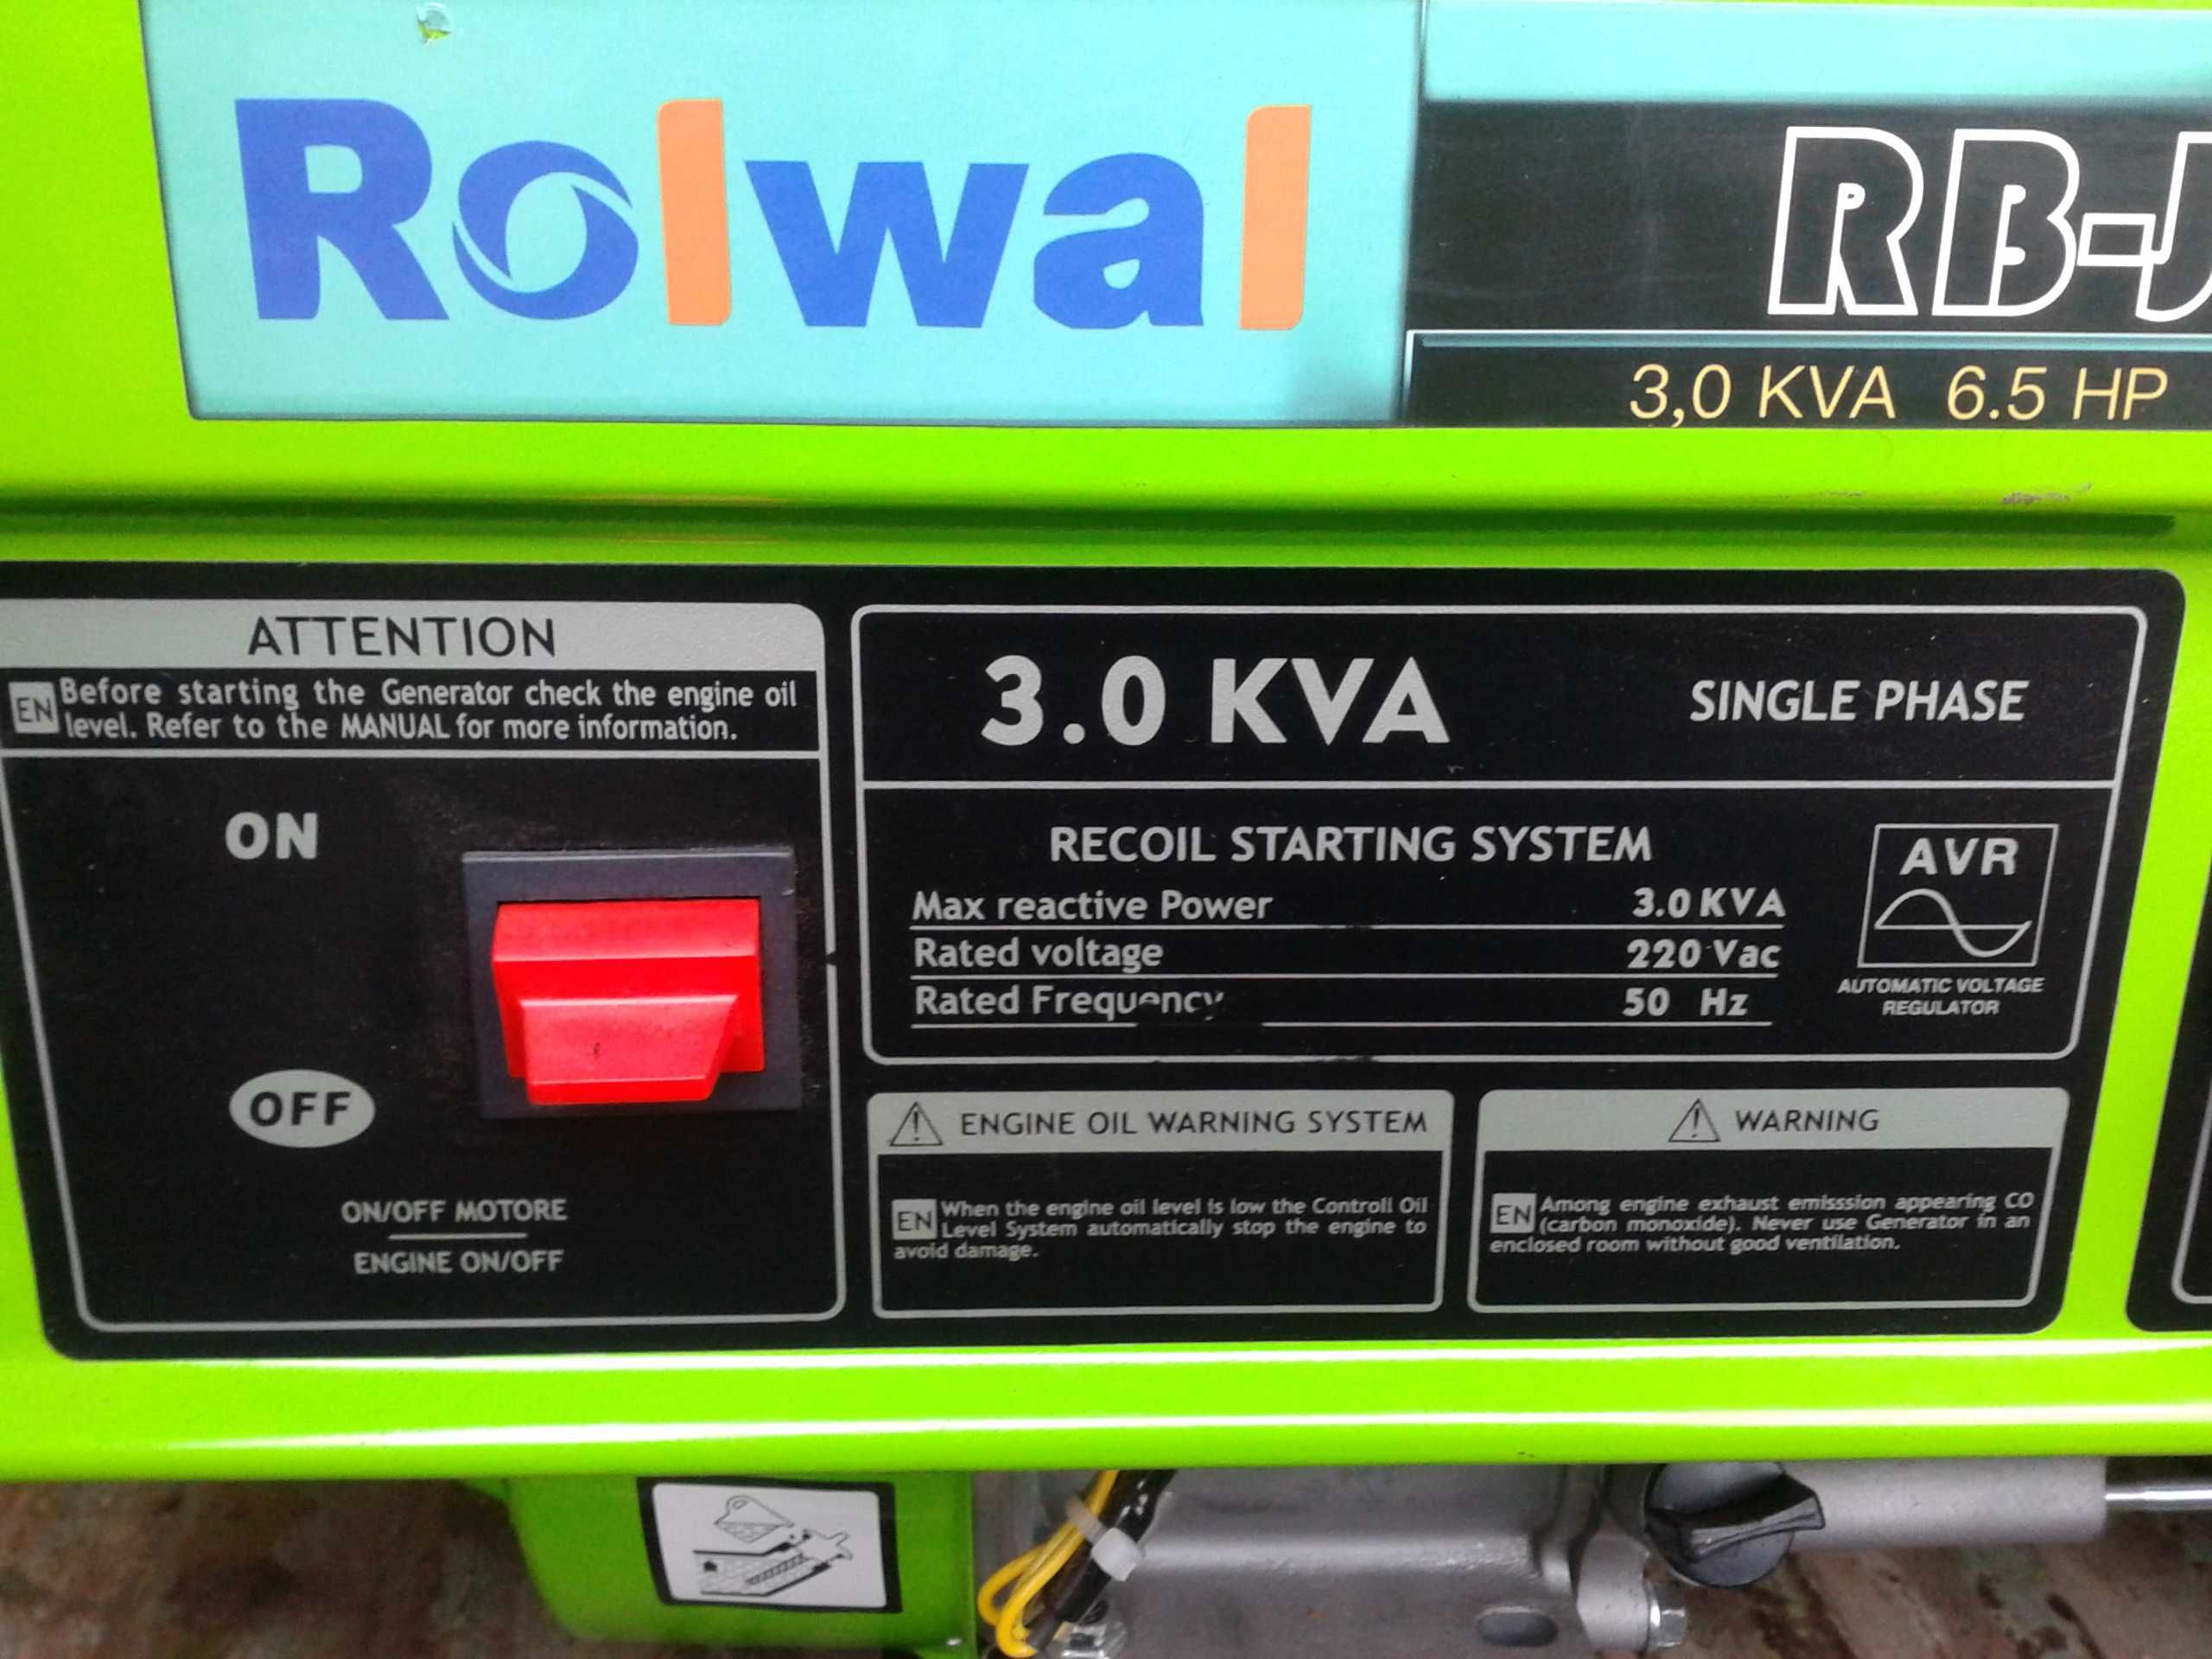 Rolwal
RB-J
3,0 KVA 6.5 HP
ATTENTION
EN Before starting the Generator check the engine oil
level. Refer to the MANUAL for more information.
ON
OFF
ON/OFF MOTORE
ENGINE ON/OFF
3.0 KVA SINGLE PHASE
RECOIL STARTING SYSTEM
Max reactive Power 3.0 KVA
Rated voltage 220 Vac
Rated Frequency 50 Hz
AVR
AUTOMATIC VOLTAGE
REGULATOR
ENGINE OIL WARNING SYSTEM
EN When the engine oil level is low the Controll Oil
Level System automatically stop the engine to
avoid damage.
WARNING
EN Among engine exhaust emisssion appearing CO
(carbon monoxide). Never use Generator in an
enclosed room without good ventilation.